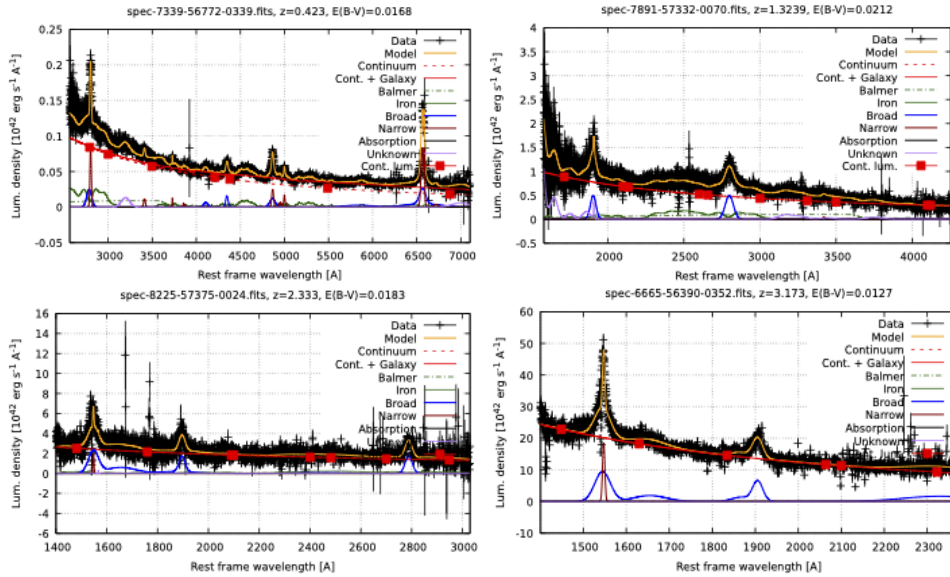 spec-7339-56772-0339.fits, z=0.423, E(B-V)=0.0168
Lum. density [10^42 erg s^-1 A^-1]
0.25
0.2
0.15
0.1
0.05
0
-0.05
Data
Model
Continuum
Cont. + Galaxy
Balmer
Iron
Broad
Narrow
Absorption
Unknown
Cont. lum.
3000 3500 4000 4500 5000 5500 6000 6500 7000
Rest frame wavelength [A]
spec-7891-57332-0070.fits, z=1.3239, E(B-V)=0.0212
Lum. density [10^42 erg s^-1 A^-1]
4
3.5
3
2.5
2
1.5
1
0.5
0
-0.5
Data
Model
Continuum
Cont. + Galaxy
Balmer
Iron
Broad
Narrow
Absorption
Unknown
Cont. lum.
2000 2500 3000 3500 4000
Rest frame wavelength [A]
spec-8225-57375-0024.fits, z=2.333, E(B-V)=0.0183
Lum. density [10^42 erg s^-1 A^-1]
16
14
12
10
8
6
4
2
0
-2
-4
-6
Data
Model
Continuum
Cont. + Galaxy
Balmer
Iron
Broad
Narrow
Absorption
1400 1600 1800 2000 2200 2400 2600 2800 3000
Rest frame wavelength [A]
spec-6665-56390-0352.fits, z=3.173, E(B-V)=0.0127
Lum. density [10^42 erg s^-1 A^-1]
60
50
40
30
20
10
0
-10
Data
Model
Continuum
Cont. + Galaxy
Balmer
Iron
Broad
Narrow
Absorption
Unknown
1500 1600 1700 1800 1900 2000 2100 2200 2300
Rest frame wavelength [A]